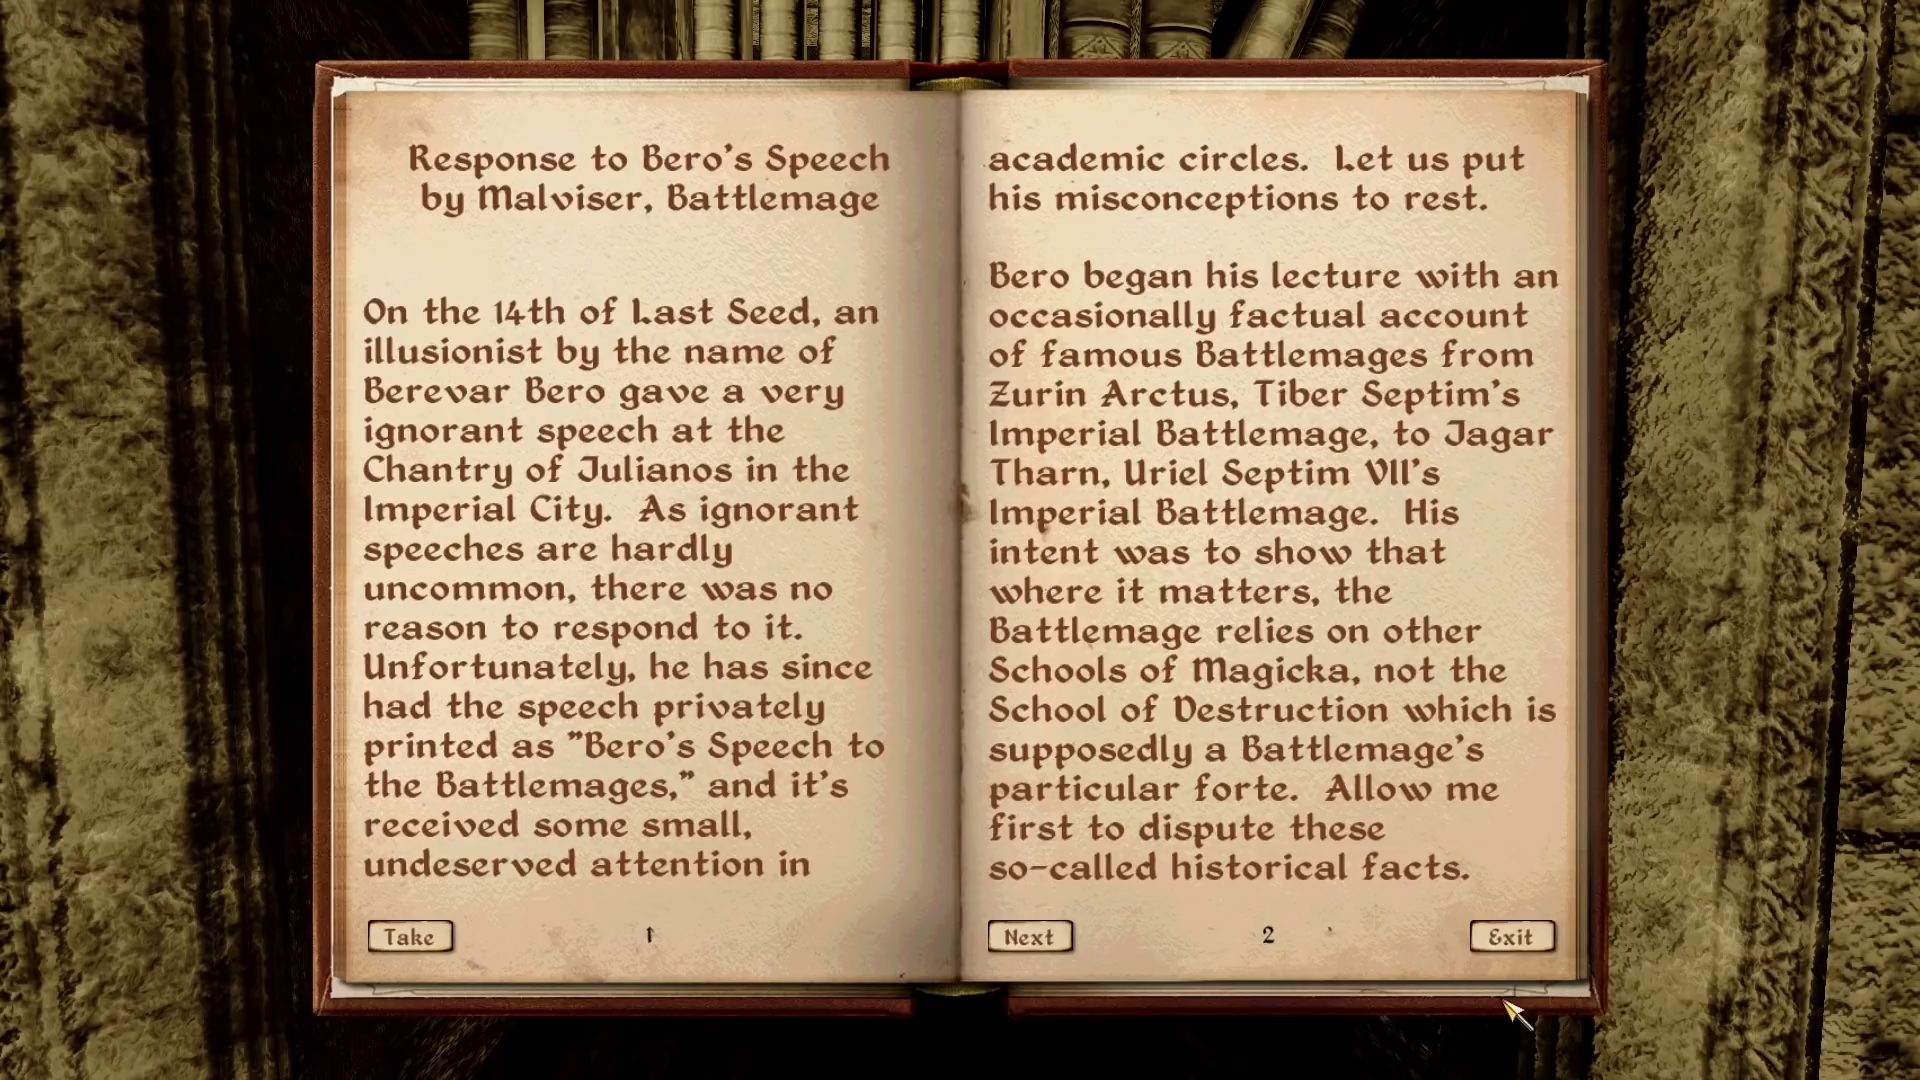 Response to Bero's Speech
by Malviser, Battlemage
On the 14th of Last Seed, an
illusionist by the name of
Berevar Bero gave a very
ignorant speech at the
Chantry of Julianos in the
Imperial City.  As ignorant
speeches are hardly
uncommon, there was no
reason to respond to it.
Unfortunately, he has since
had the speech privately
printed as "Bero's Speech to
the Battlemages," and it's
received some small,
undeserved attention in
Take
1
academic circles.  Let us put
his misconceptions to rest.
Bero began his lecture with an
occasionally factual account
of famous Battlemages from
Zurin Arctus, Tiber Septim's
Imperial Battlemage, to Jagar
Tharn, Uriel Septim VII's
Imperial Battlemage.  His
intent was to show that
where it matters, the
Battlemage relies on other
Schools of Magicka, not the
School of Destruction which is
supposedly a Battlemage's
particular forte.  Allow me
first to dispute these
so-called historical facts.
Next
2
Exit